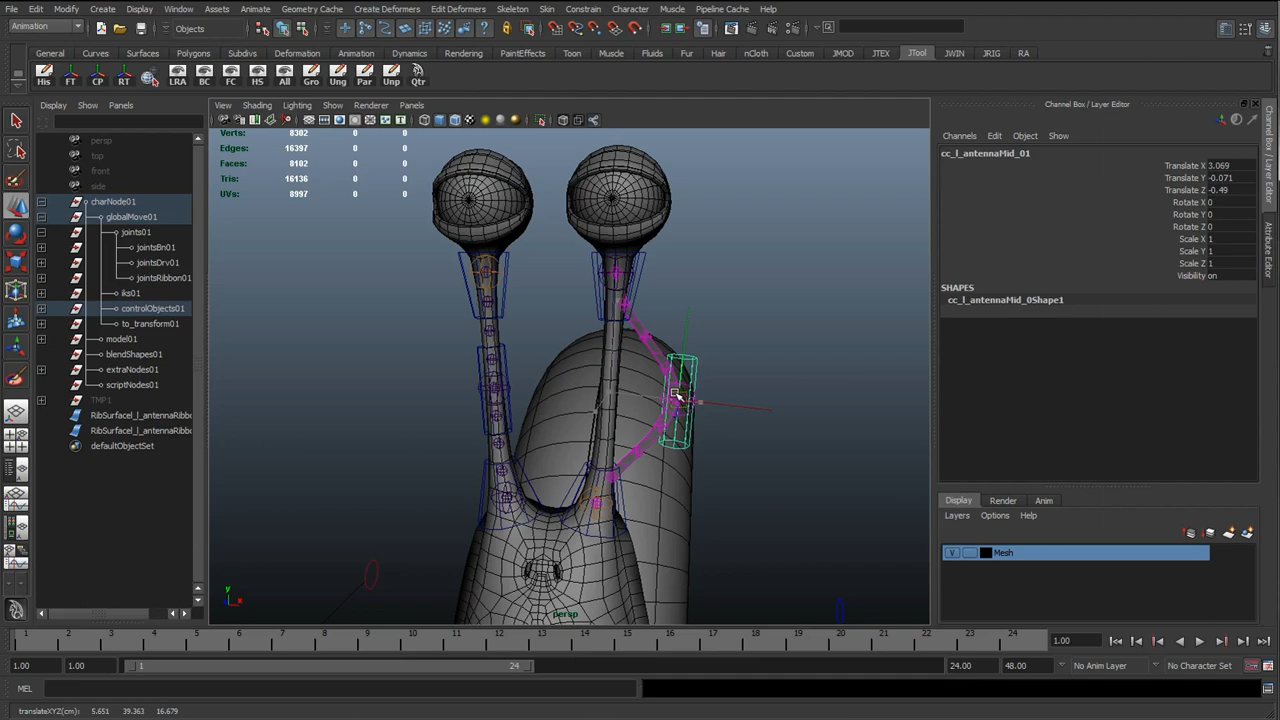 File Edit Modify Create Display Window Assets Animate Geometry Cache Create Deformers Edit Deformers Skeleton Skin Constrain Character Muscle Pipeline Cache Help
Animation Objects
General Curves Surfaces Polygons Subdivs Deformation Animation Dynamics Rendering PaintEffects Toon Muscle Fluids Fur Hair nCloth Custom JMOD JTEX JTool JWIN JRIG RA
His FT CP RT LRA BC FC HS All Gro Ung Par Unp Qtr
Display Show Panels
View Shading Lighting Show Renderer Panels
Channel Box / Layer Editor
Channels Edit Object Show
persp
top
front
side
charNode01
globalMove01
joints01
jointsBn01
jointsDrv01
jointsRibbon01
iks01
controlObjects01
to_transform01
model01
blendShapes01
extraNodes01
scriptNodes01
TMP1
RibSurfacel_l_antennaRibb
RibSurfacel_l_antennaRibb
defaultObjectSet
Verts: 8302 0 0
Edges: 16397 0 0
Faces: 8102 0 0
Tris: 16136 0 0
UVs: 8997 0 0
y
x
persp
cc_l_antennaMid_01
Translate X 3.069
Translate Y -0.071
Translate Z -0.49
Rotate X 0
Rotate Y 0
Rotate Z 0
Scale X 1
Scale Y 1
Scale Z 1
Visibility on
SHAPES
cc_l_antennaMid_0Shape1
Channel Box / Layer Editor
Attribute Editor
Display Render Anim
Layers Options Help
V Mesh
1 2 3 4 5 6 7 8 9 10 11 12 13 14 15 16 17 18 19 20 21 22 23 24
1.00
1.00 1.00 1 24 24.00 48.00 No Anim Layer No Character Set
MEL
translateXYZ(cm): 5.651 39.363 16.679